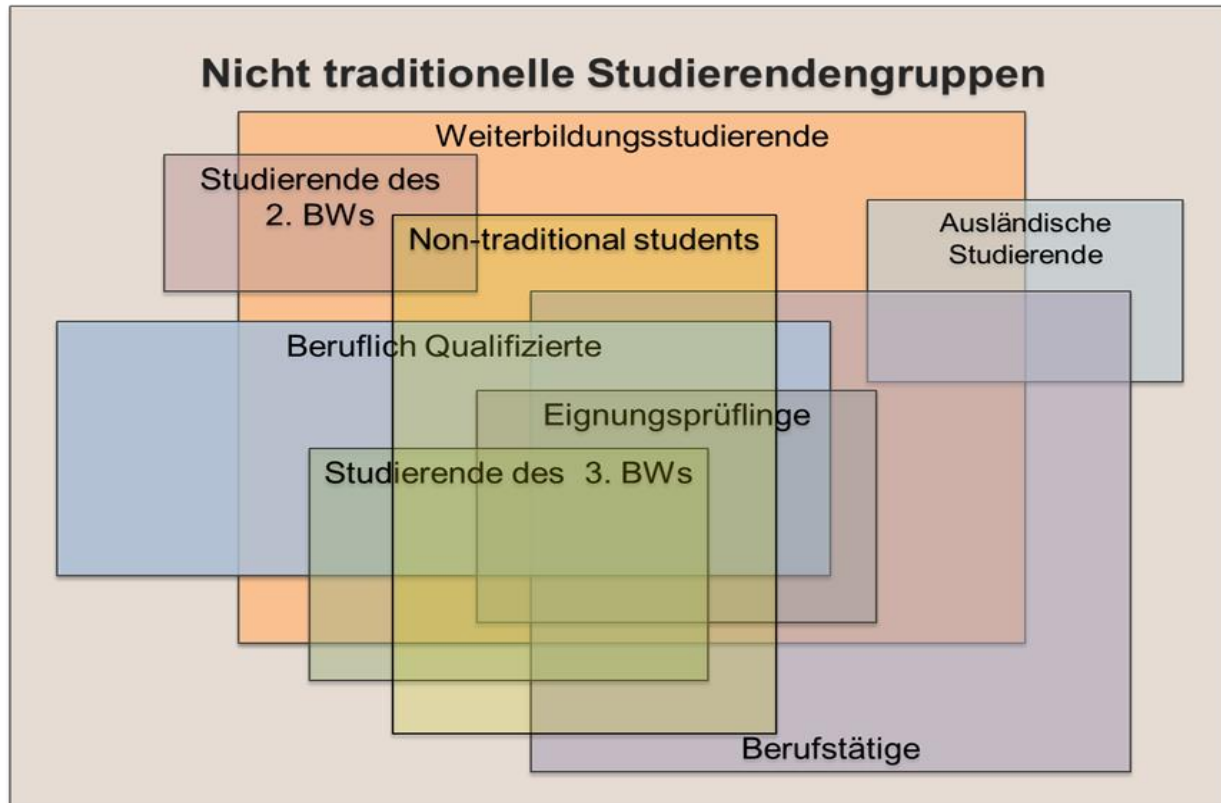 Nicht traditionelle Studierendengruppen
Weiterbildungsstudierende
Studierende des
2. BWs
Non-traditional students
Ausländische
Studierende
Beruflich Qualifizierte
Eignungsprüflinge
Studierende des 3. BWs
Berufstätige